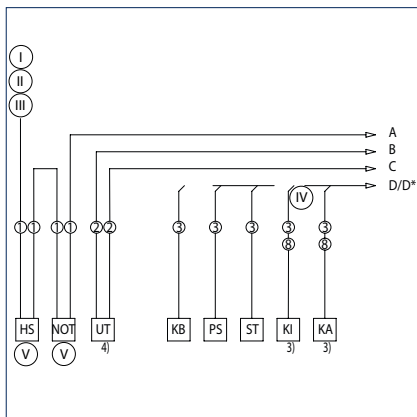 I
II
III
A
B
C
D/D*
IV
1 1 1 1 2 2 3 3 3 3 3
8 8
HS NOT UT KB PS ST KI KA
V V 4) 3) 3)